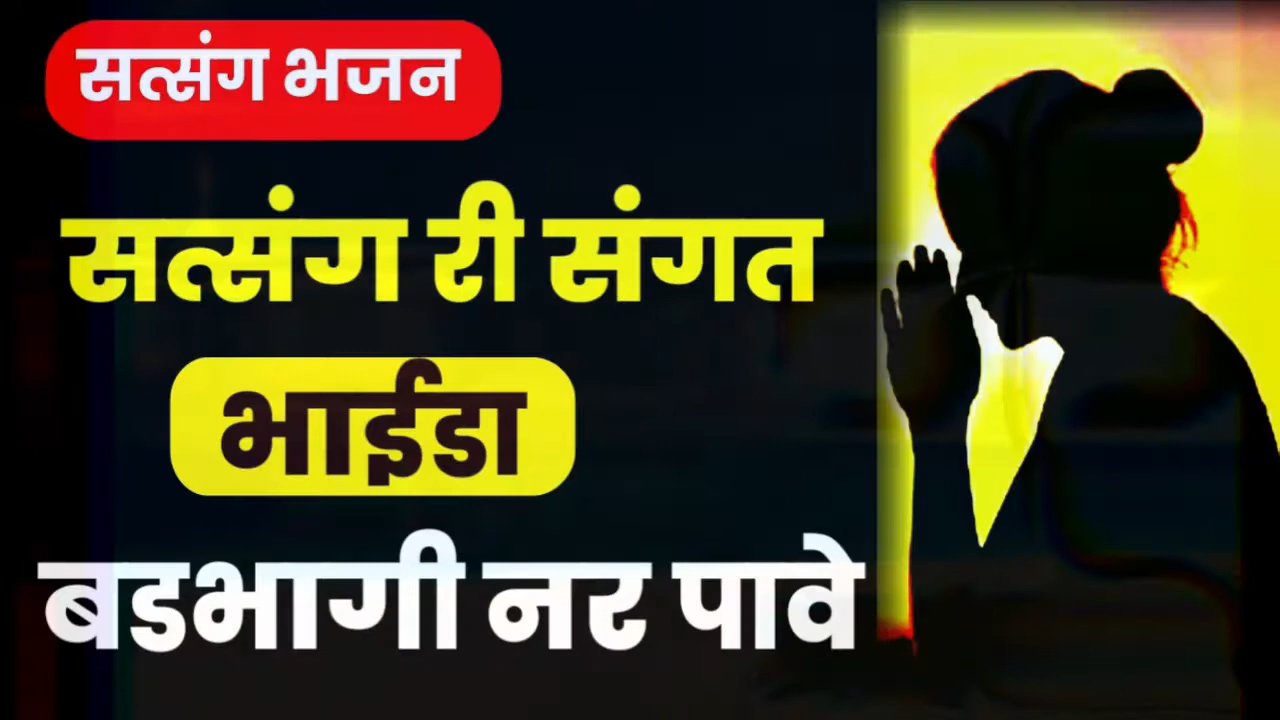 सत्संग भजन
सत्संग री संगत
भाईडा
बडभागी नर पावे